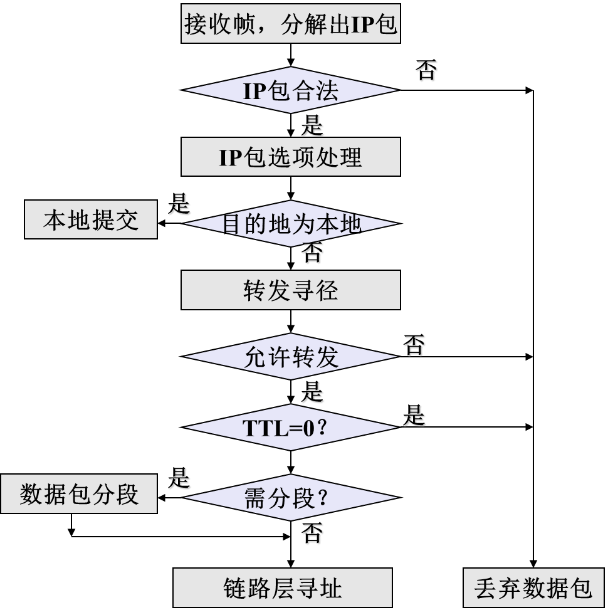 接收帧，分解出IP包
否
IP包合法
是
IP包选项处理
是
本地提交
目的地为本地
否
转发寻径
否
允许转发
是
是
TTL=0?
是
数据包分段
需分段?
否
链路层寻址
丢弃数据包